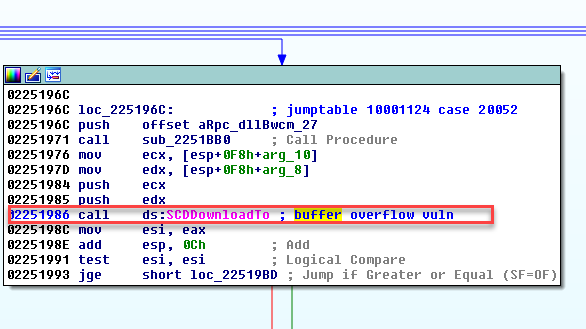 0225196C
0225196C loc_225196C: ; jumptable 10001124 case 20052
0225196C push offset aRpc_dllBwcm_27
02251971 call sub_2251BB0 ; Call Procedure
02251976 mov ecx, [esp+0F8h+arg_10]
0225197D mov edx, [esp+0F8h+arg_8]
02251984 push ecx
02251985 push edx
02251986 call ds:SCDDownloadTo ; buffer overflow vuln
0225198C mov esi, eax
0225198E add esp, 0Ch ; Add
02251991 test esi, esi ; Logical Compare
02251993 jge short loc_22519BD ; Jump if Greater or Equal (SF=OF)